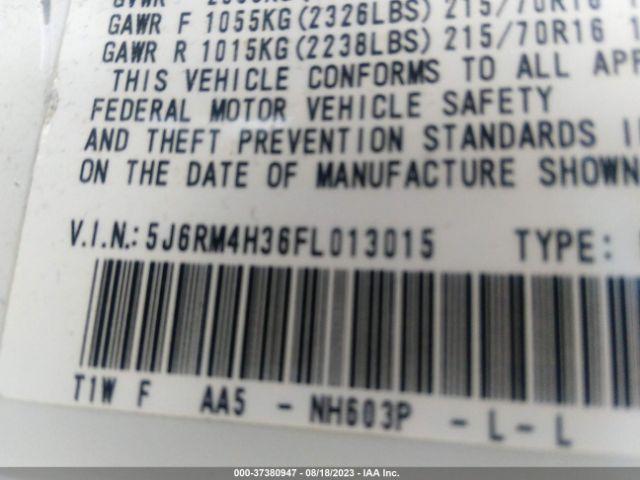 GAWR F 1055KG(2326LBS) 215/70R16
GAWR R 1015KG(2238LBS) 215/70R16
THIS VEHICLE CONFORMS TO ALL
FEDERAL MOTOR VEHICLE SAFETY
AND THEFT PREVENTION STANDARDS
ON THE DATE OF MANUFACTURE SHOWN
V.I.N.: 5J6RM4H36FL013015 TYPE:
T1W F AA5 - NH603P - L - L
000-37380947 - 08/18/2023 - IAA Inc.